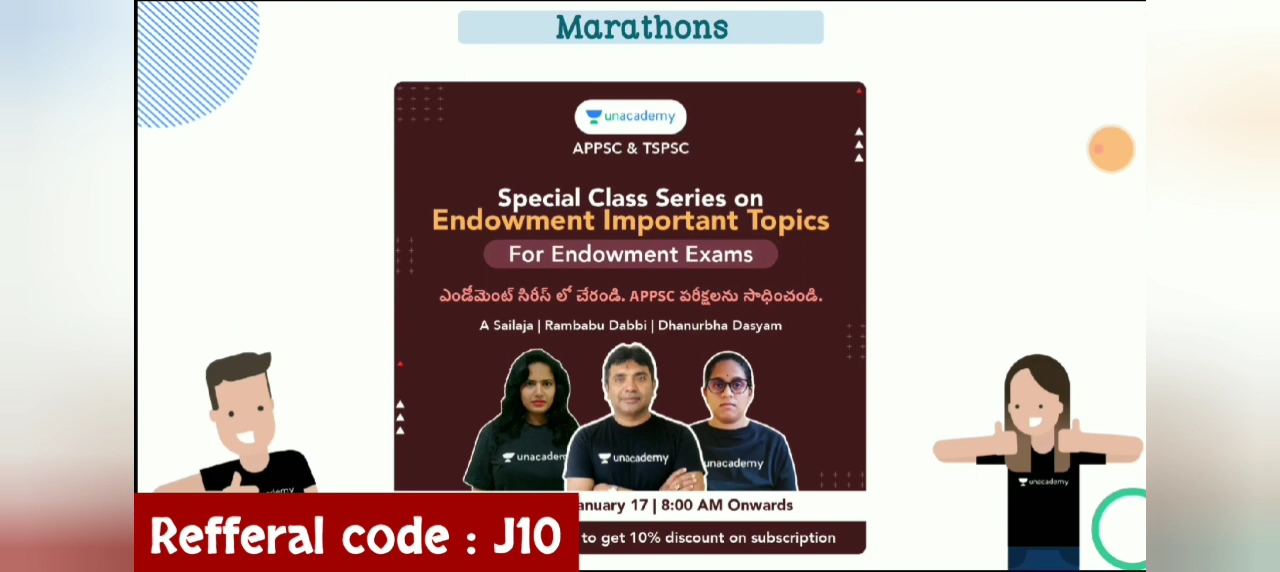 Marathons
unacademy
APPSC & TSPSC
Special Class Series on
Endowment Important Topics
For Endowment Exams
ఎండోమెంట్ సిరీస్ లో చేరండి. APPSC పరీక్షలను సాధించండి.
A Sailaja | Rambabu Dabbi | Dhanurbha Dasyam
unacadem
unacademy
unacademy
unacademy
anuary 17 | 8:00 AM Onwards
Refferal code : J10
to get 10% discount on subscription